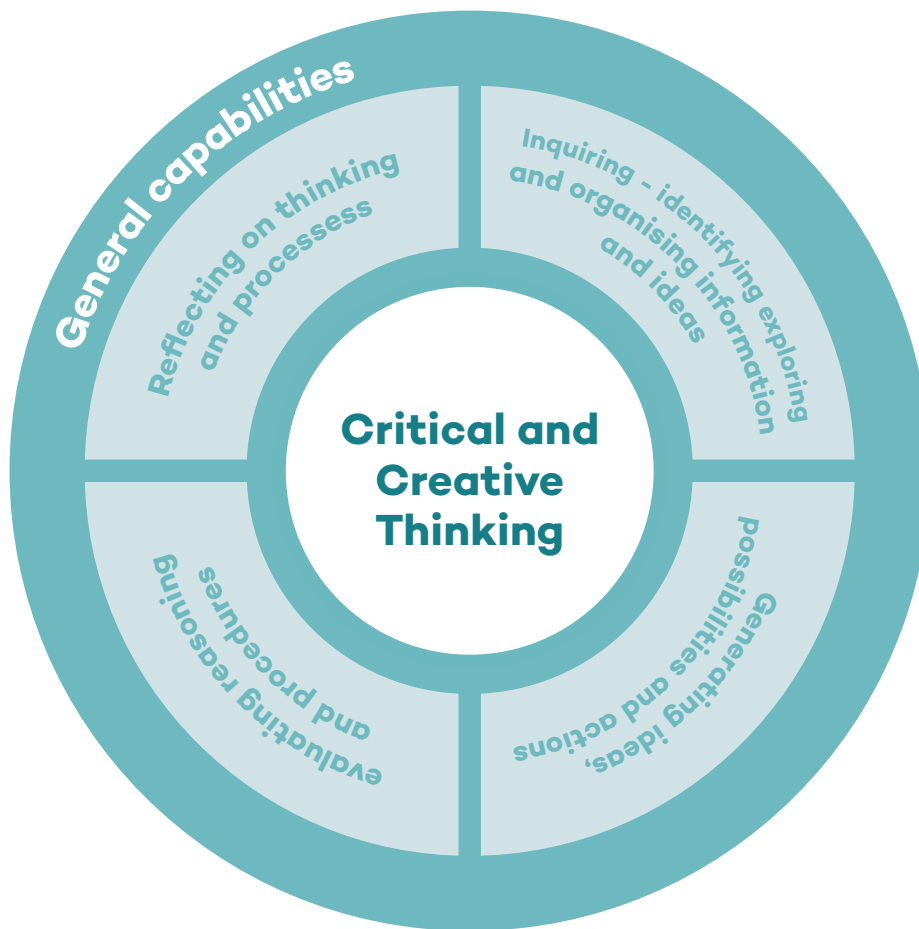 General capabilities
Reflecting on thinking
and processess
Inquiring - identifying exploring
and organising information
and ideas
Critical and
Creative
Thinking
evaluating reasoning
and procedures
Generating ideas,
possibilities and actions